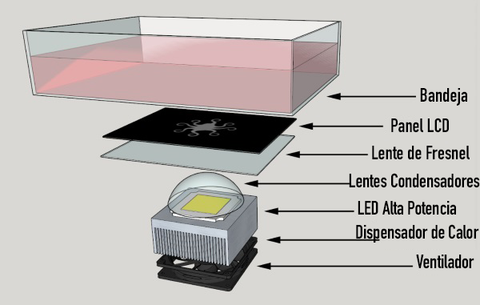 Bandeja
Panel LCD
Lente de Fresnel
Lentes Condensadores
LED Alta Potencia
Dispensador de Calor
Ventilador